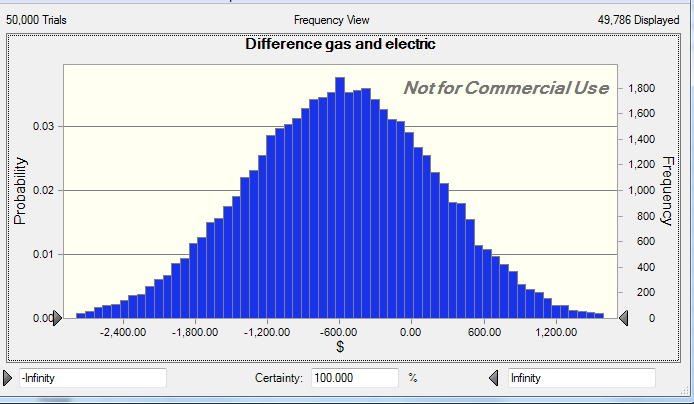 50,000 Trials Frequency View 49,786 Displayed
Difference gas and electric
Not for Commercial Use
Probability
0.03
0.02
0.01
0.00
1,800
1,600
1,400
1,200
1,000
800
600
400
200
0
Frequency
-2,400.00 -1,800.00 -1,200.00 -600.00 0.00 600.00 1,200.00
$
-Infinity Certainty: 100.000 % Infinity